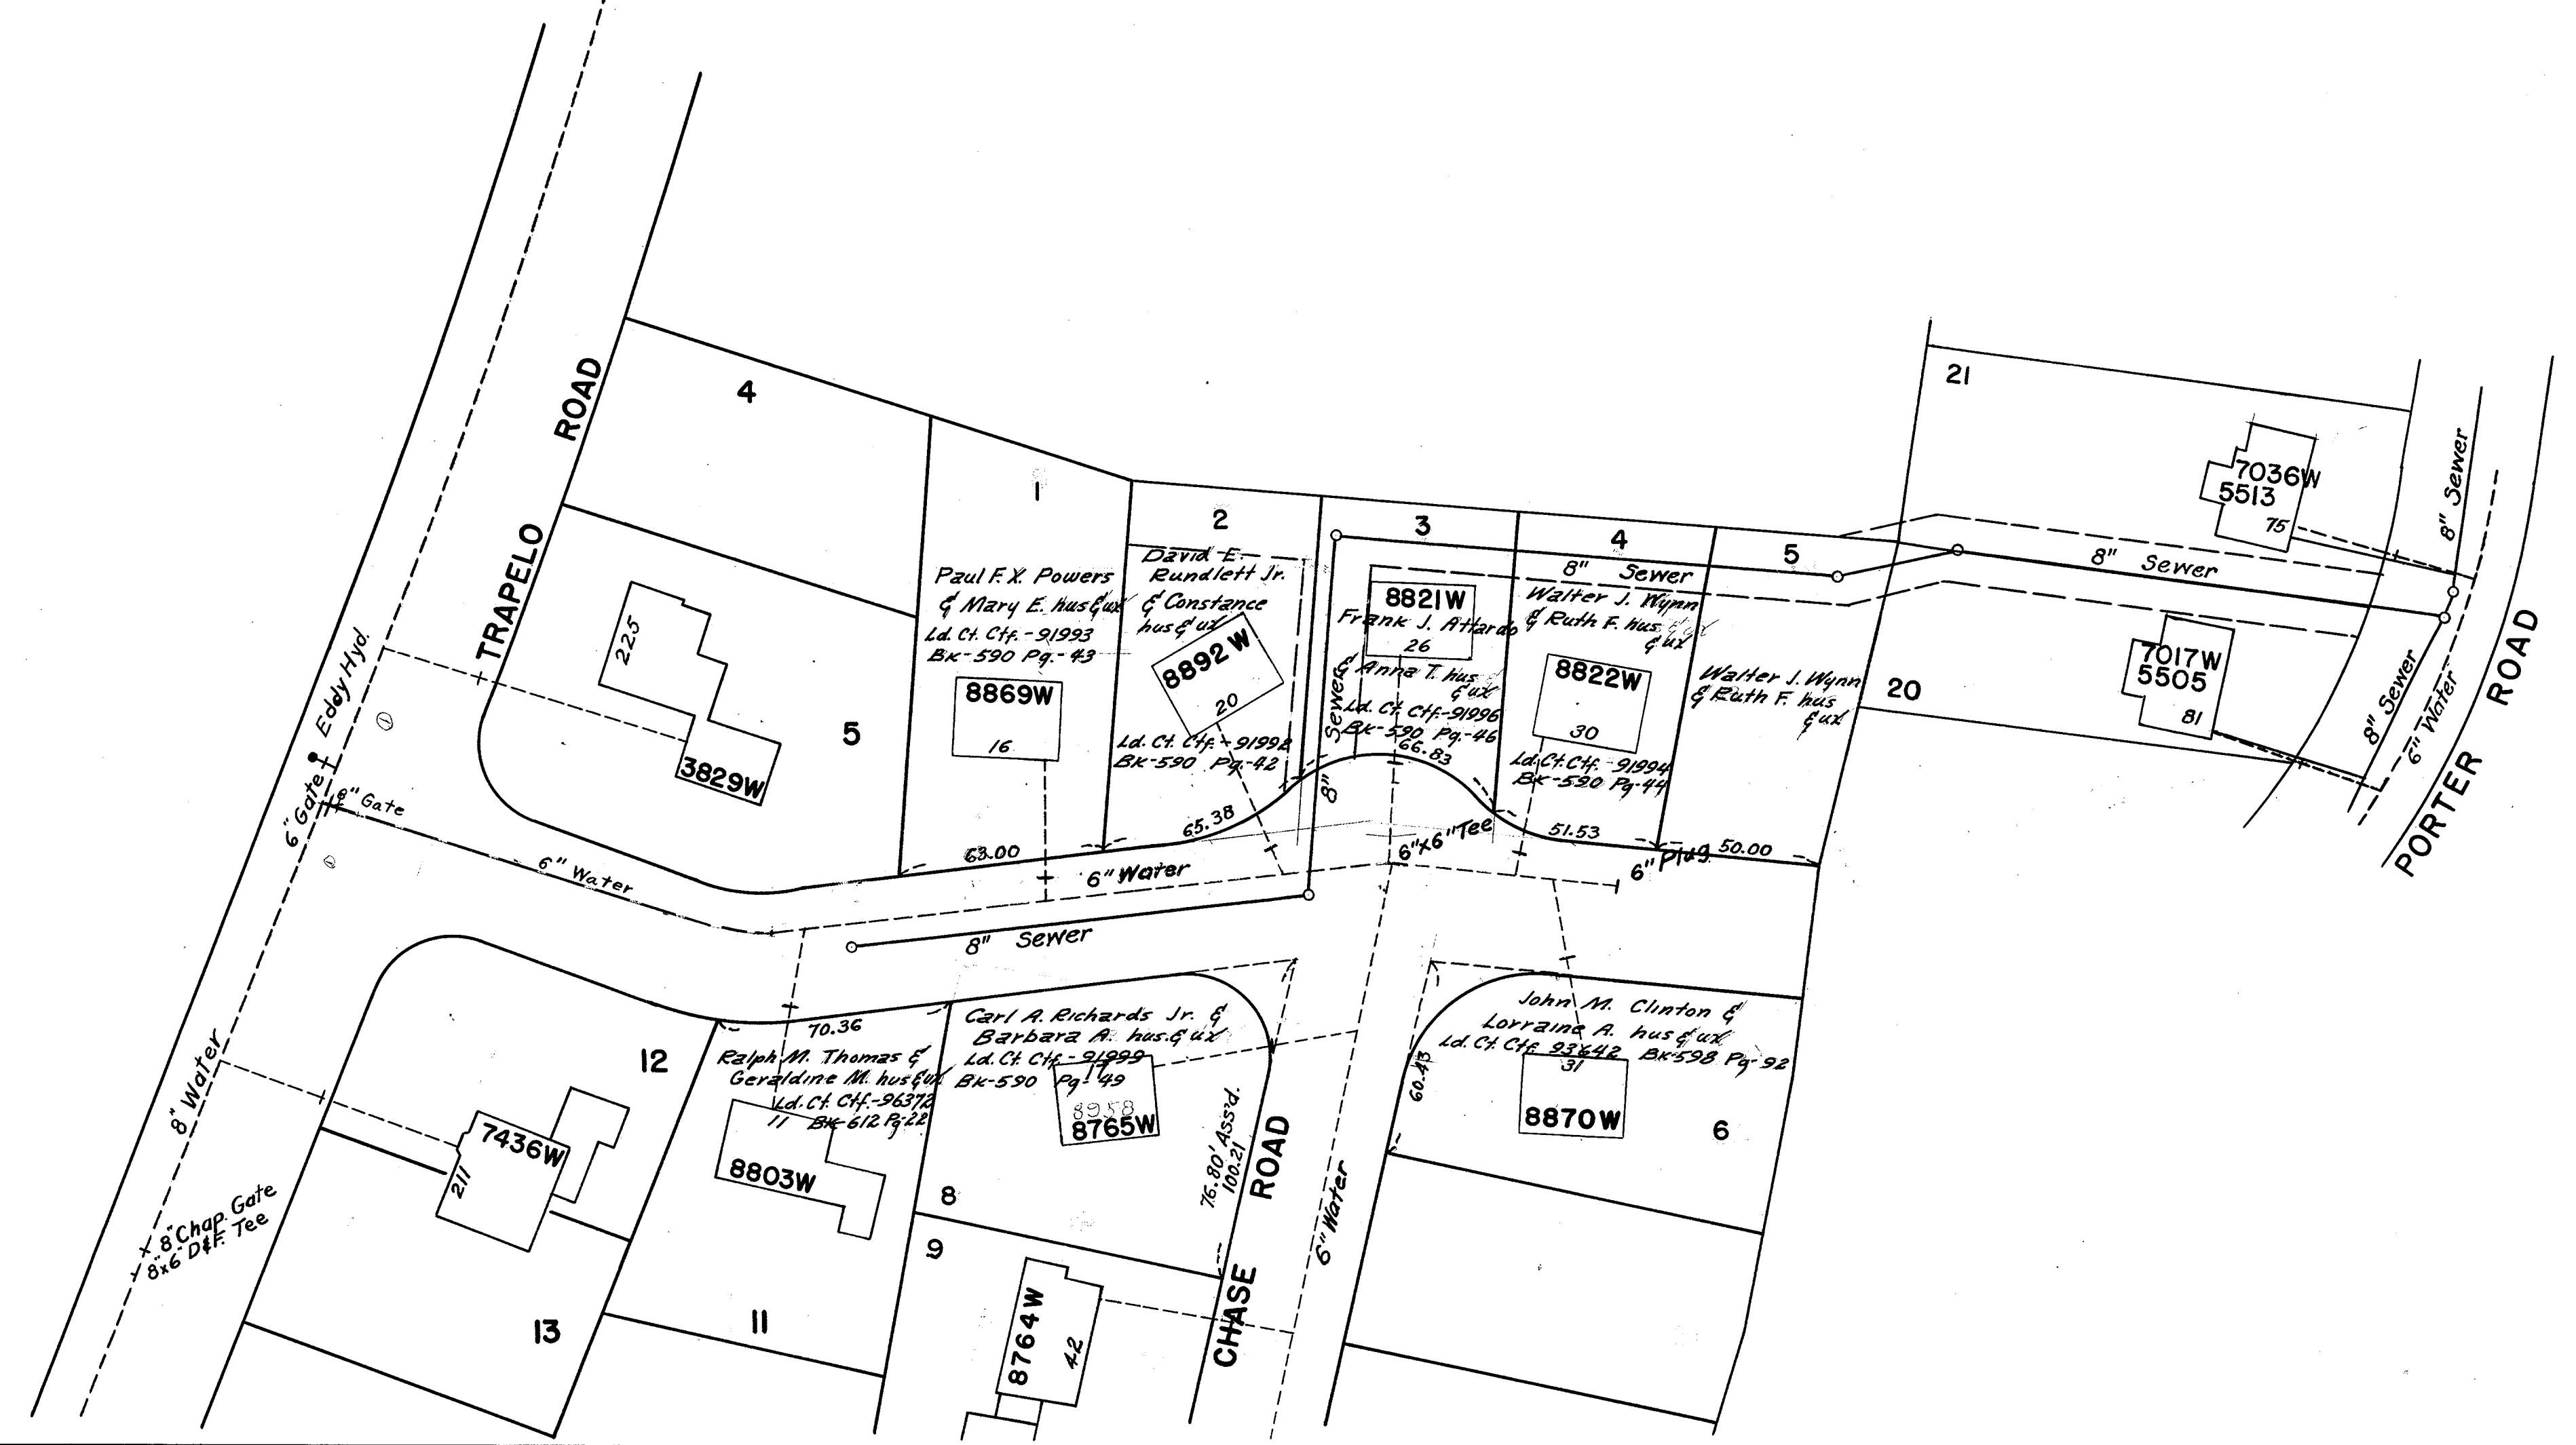 TRAPELO ROAD
Eddy Hyd.
6" Gate
8" Gate
6" Water
8" Water
8" Chap. Gate
8x6" D&F. Tee
4
225
3829W
5
1
Paul F.X. Powers
& Mary E. hus & ux
Ld. Ct. Ctf. - 91993
Bk-590 Pg.-43
8869W
16
63.00
2
David E.
Rundlett Jr.
& Constance
hus & ux
8892 W
20
Ld. Ct. Ctf. - 91992
Bk-590 Pg.-42
65.38
6" Water
8" Sewer
8" Sewer
3
8821W
Frank J. Attardo
26
& Anna T. hus
& ux
Ld. Ct. Ctf.-91996
Bk-590 Pg.-46
66.83
6"x6" Tee
4
8" Sewer
Walter J. Wynn
& Ruth F. hus
& ux
8822W
30
Ld. Ct. Ctf. - 91994
Bk-590 Pg-44
51.53
6" Plug
5
Walter J. Wynn
& Ruth F. hus
& ux
50.00
21
7036W
5513
75
8" Sewer
8" Sewer
20
7017W
5505
81
8" Sewer
6" Water
PORTER ROAD
12
7436W
211
13
70.36
Ralph M. Thomas &
Geraldine M. hus & ux
Ld. Ct. Ctf.-96372
11 Bk-612 Pg-22
8803W
11
Carl A. Richards Jr. &
Barbara A. hus. & ux
Ld. Ct. Ctf - 91999
19
Bk-590 Pg- 49
8958
8765W
8
76.80' Ass'd.
100.21
9
8764W
42
CHASE ROAD
6" Water
John M. Clinton &
Lorraine A. hus & ux
Ld. Ct. Ctf. 93642 Bk-598 Pg-92
31
60.43
8870W
6